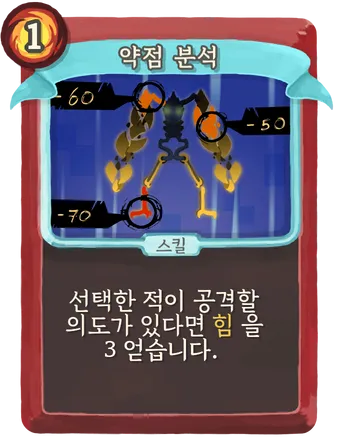 1
약점 분석
-60
-50
-70
스킬
선택한 적이 공격할
의도가 있다면 힘 을
3 얻습니다.